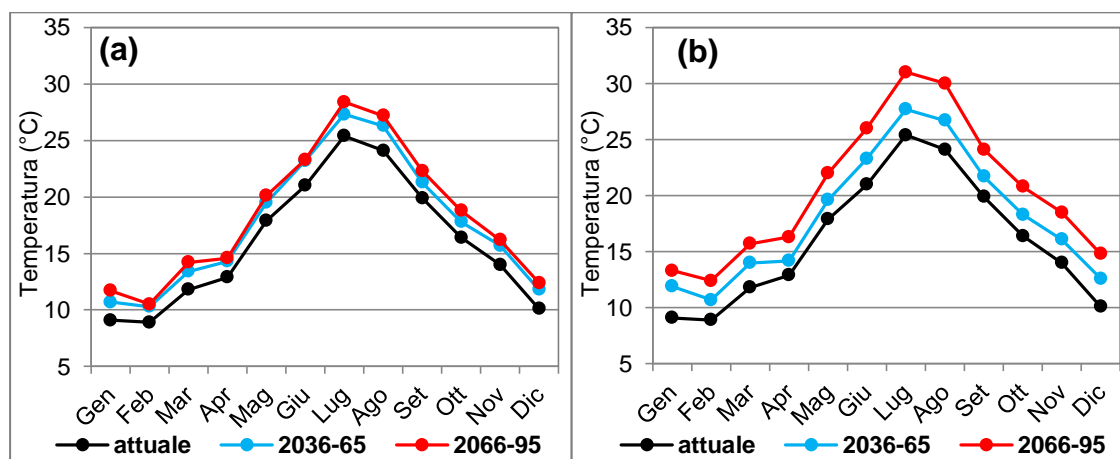 (a)
Temperatura (°C)
35
30
25
20
15
10
5
Gen Feb Mar Apr Mag Giu Lug Ago Set Ott Nov Dic
attuale 2036-65 2066-95
(b)
Temperatura (°C)
35
30
25
20
15
10
5
Gen Feb Mar Apr Mag Giu Lug Ago Set Ott Nov Dic
attuale 2036-65 2066-95